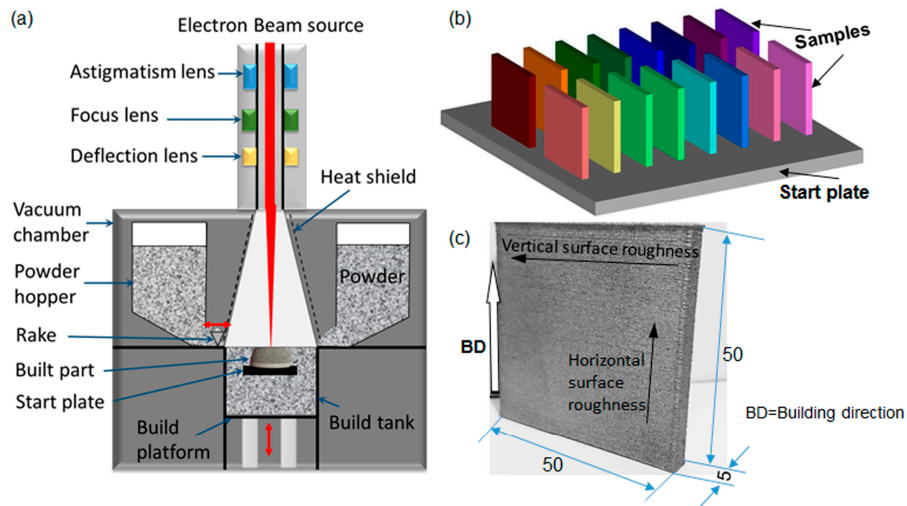 (a)
Electron Beam source
Astigmatism lens
Focus lens
Deflection lens
Heat shield
Vacuum
chamber
Powder
hopper
Powder
Rake
Built part
Start plate
Build
platform
Build tank
(b)
Samples
Start plate
(c)
Vertical surface roughness
BD
Horizontal
surface
roughness
50
50
5
BD=Building direction